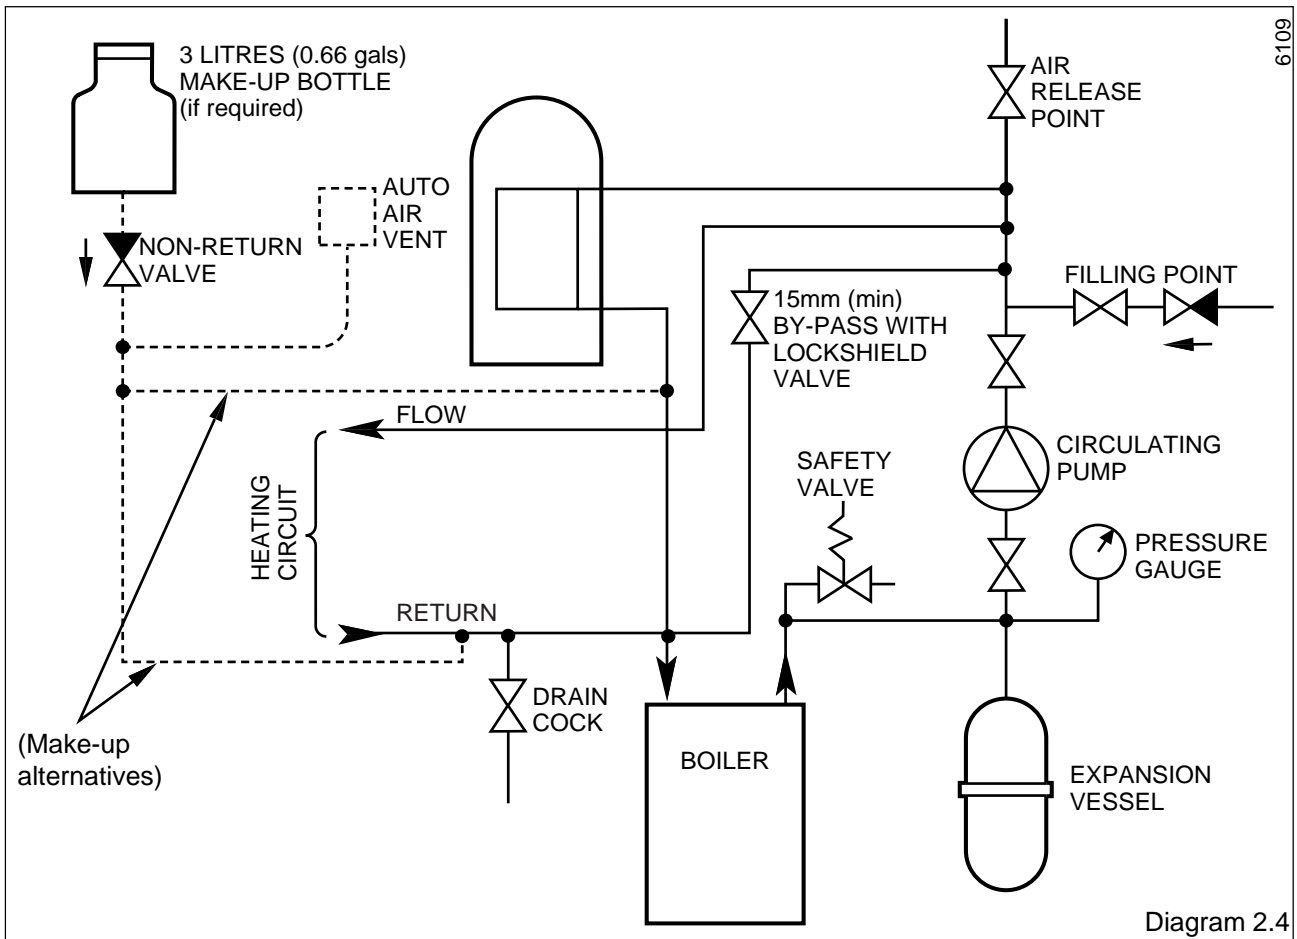 3 LITRES (0.66 gals)
MAKE-UP BOTTLE
(if required)
6109
AIR
RELEASE
POINT
AUTO
AIR
VENT
NON-RETURN
VALVE
FILLING POINT
15mm (min)
BY-PASS WITH
LOCKSHIELD
VALVE
FLOW
CIRCULATING
PUMP
SAFETY
VALVE
HEATING
CIRCUIT
PRESSURE
GAUGE
RETURN
DRAIN
COCK
(Make-up
alternatives)
BOILER
EXPANSION
VESSEL
Diagram 2.4